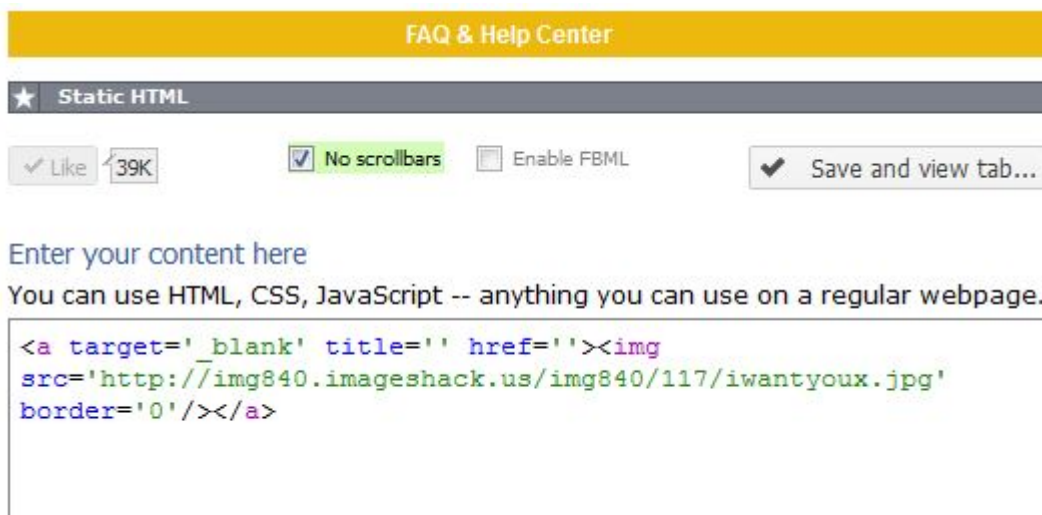 FAQ & Help Center
Static HTML
Like 39K No scrollbars Enable FBML Save and view tab...
Enter your content here
You can use HTML, CSS, JavaScript -- anything you can use on a regular webpage.
<a target='_blank' title='' href=''><img
src='http://img840.imageshack.us/img840/117/iwantyoux.jpg'
border='0'/></a>